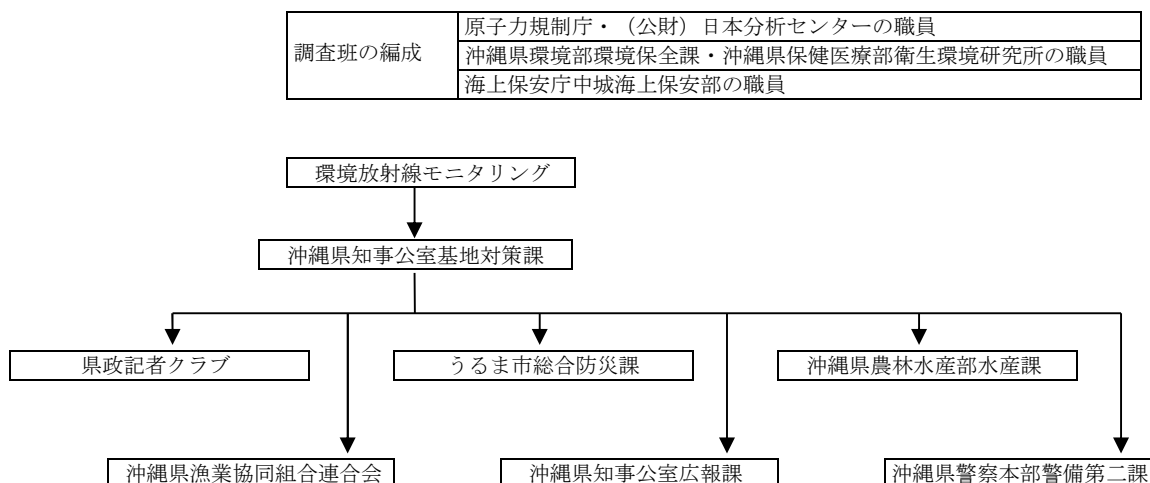 調査班の編成
原子力規制庁・（公財）日本分析センターの職員
沖縄県環境部環境保全課・沖縄県保健医療部衛生環境研究所の職員
海上保安庁中城海上保安部の職員
環境放射線モニタリング
沖縄県知事公室基地対策課
県政記者クラブ
うるま市総合防災課
沖縄県農林水産部水産課
沖縄県漁業協同組合連合会
沖縄県知事公室広報課
沖縄県警察本部警備第二課